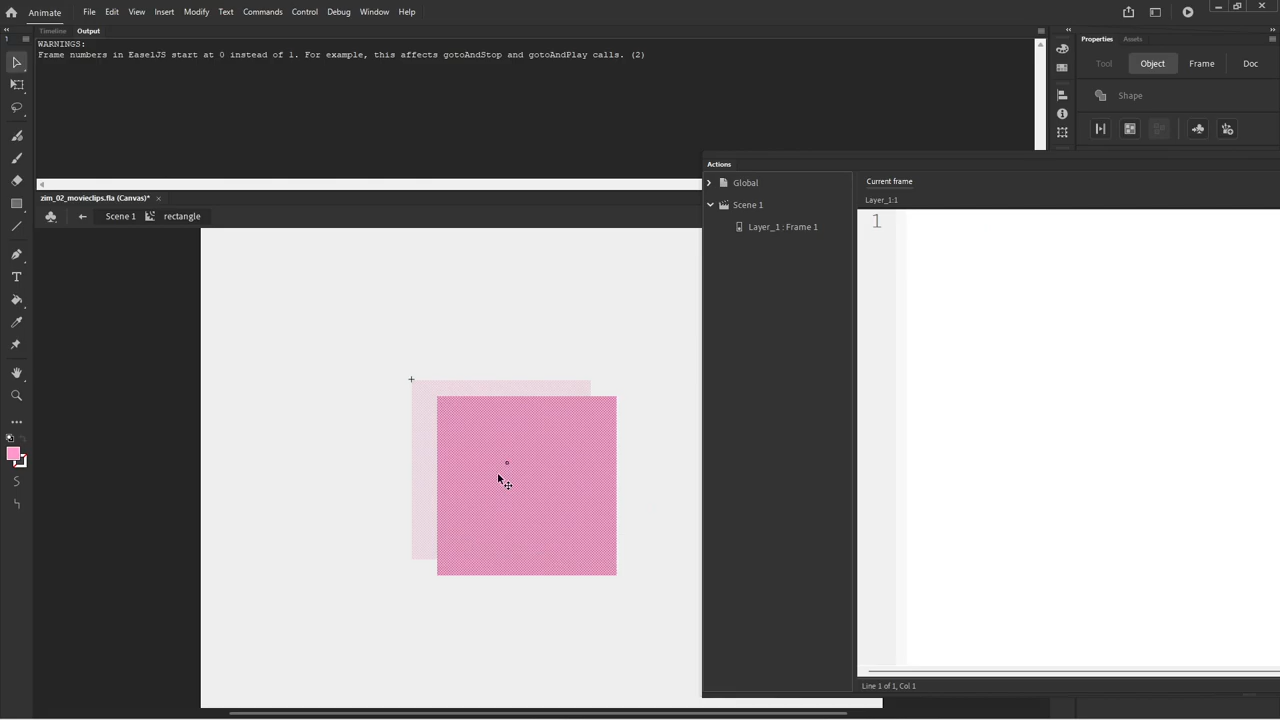 Animate File Edit View Insert Modify Text Commands Control Debug Window Help
Timeline Output
WARNINGS:
Frame numbers in EaselJS start at 0 instead of 1. For example, this affects gotoAndStop and gotoAndPlay calls. (2)
Properties Assets
Tool Object Frame Doc
Shape
Actions
Global
Scene 1
Layer_1 : Frame 1
Current frame
Layer_1:1
1
zim_02_movieclips.fla (Canvas)*
Scene 1 rectangle
Line 1 of 1, Col 1